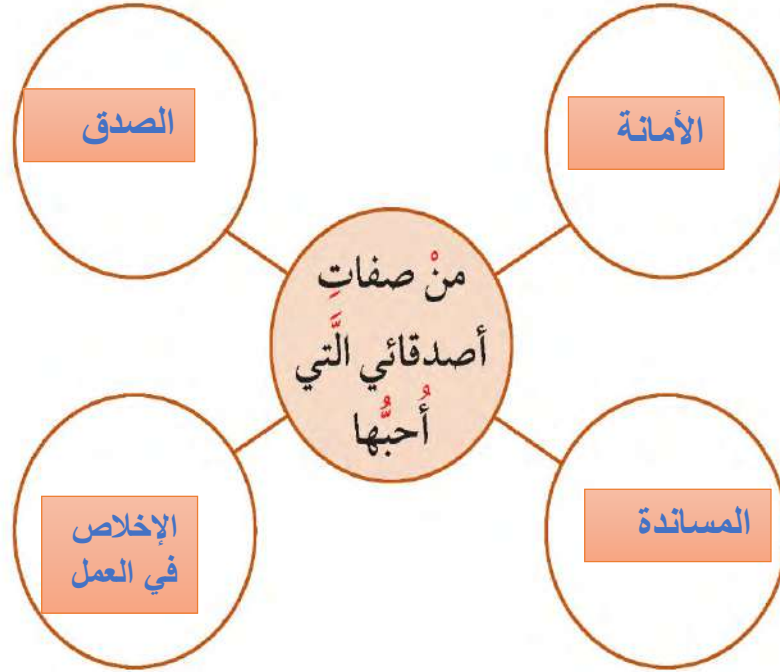 الأمانة
الصدق
منْ صفاتِ
أصدقائي الَّتي
أُحبُّها
المساندة
الإخلاص
في العمل